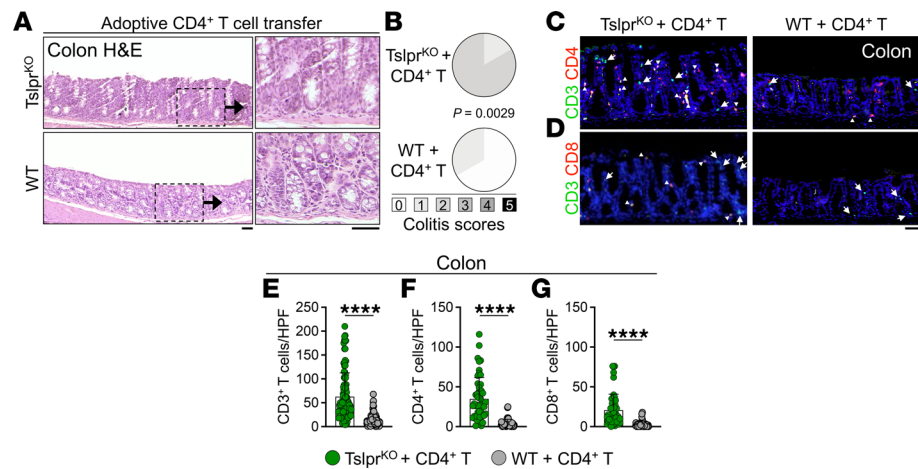 A
Adoptive CD4⁺ T cell transfer
Colon H&E
Tslprᴷᴼ
WT
B
Tslprᴷᴼ +
CD4⁺ T
P = 0.0029
WT +
CD4⁺ T
0 1 2 3 4 5
Colitis scores
C
Tslprᴷᴼ + CD4⁺ T
WT + CD4⁺ T
Colon
CD3 CD4
D
CD3 CD8
Colon
E
****
CD3⁺ T cells/HPF
250
200
150
100
50
0
F
****
CD4⁺ T cells/HPF
150
100
50
0
G
****
CD8⁺ T cells/HPF
150
100
50
0
Tslprᴷᴼ + CD4⁺ T
WT + CD4⁺ T